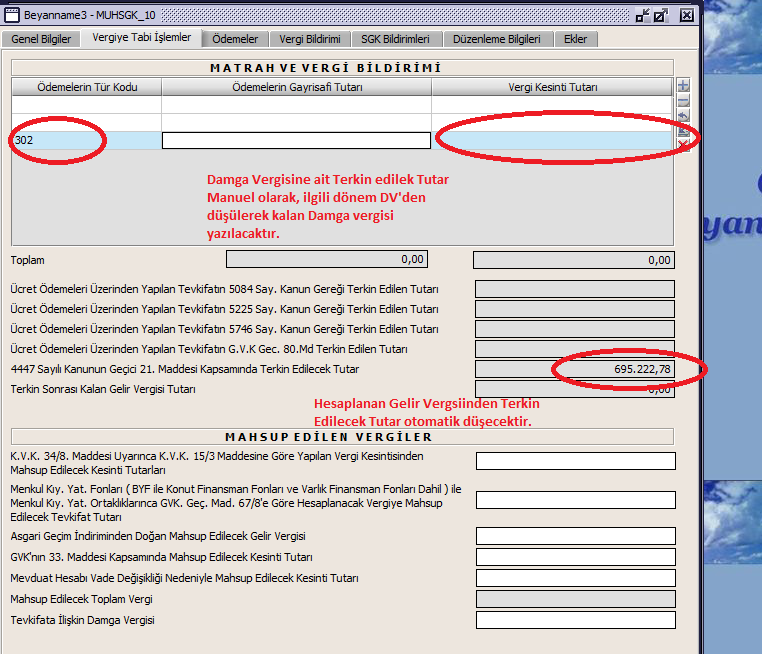 Beyanname3 - MUHSGK_10
Genel Bilgiler Vergiye Tabi İşlemler Ödemeler Vergi Bildirimi SGK Bildirimleri Düzenleme Bilgileri Ekler
MATRAH VE VERGİ BİLDİRİMİ
Ödemelerin Tür Kodu Ödemelerin Gayrisafi Tutarı Vergi Kesinti Tutarı
302
Damga Vergisine ait Terkin edilek Tutar
Manuel olarak, ilgili dönem DV'den
düşülerek kalan Damga vergisi
yazılacaktır.
Toplam 0,00 0,00
Ücret Ödemeleri Üzerinden Yapılan Tevkifatın 5084 Say. Kanun Gereği Terkin Edilen Tutarı
Ücret Ödemeleri Üzerinden Yapılan Tevkifatın 5225 Say. Kanun Gereği Terkin Edilen Tutarı
Ücret Ödemeleri Üzerinden Yapılan Tevkifatın 5746 Say. Kanun Gereği Terkin Edilen Tutarı
Ücret Ödemeleri Üzerinden Yapılan Tevkifatın G.V.K Gec. 80.Md Terkin Edilen Tutarı
4447 Sayılı Kanunun Geçici 21. Maddesi Kapsamında Terkin Edilecek Tutar 695.222,78
Terkin Sonrası Kalan Gelir Vergisi Tutarı 0,00
Hesaplanan Gelir Vergsiinden Terkin
Edilecek Tutar otomatik düşecektir.
MAHSUP EDİLEN VERGİLER
K.V.K. 34/8. Maddesi Uyarınca K.V.K. 15/3 Maddesine Göre Yapılan Vergi Kesintisinden
Mahsup Edilecek Kesinti Tutarları
Menkul Kıy. Yat. Fonları ( BYF ile Konut Finansman Fonları ve Varlık Finansman Fonları Dahil ) ile
Menkul Kıy. Yat. Ortaklıklarınca GVK. Geç. Mad. 67/8'e Göre Hesaplanacak Vergiye Mahsup
Edilecek Tevkifat Tutarı
Asgari Geçim İndiriminden Doğan Mahsup Edilecek Gelir Vergisi
GVK'nın 33. Maddesi Kapsamında Mahsup Edilecek Kesinti Tutarı
Mevduat Hesabı Vade Değişikliği Nedeniyle Mahsup Edilecek Kesinti Tutarı
Mahsup Edilecek Toplam Vergi
Tevkifata İlişkin Damga Vergisi